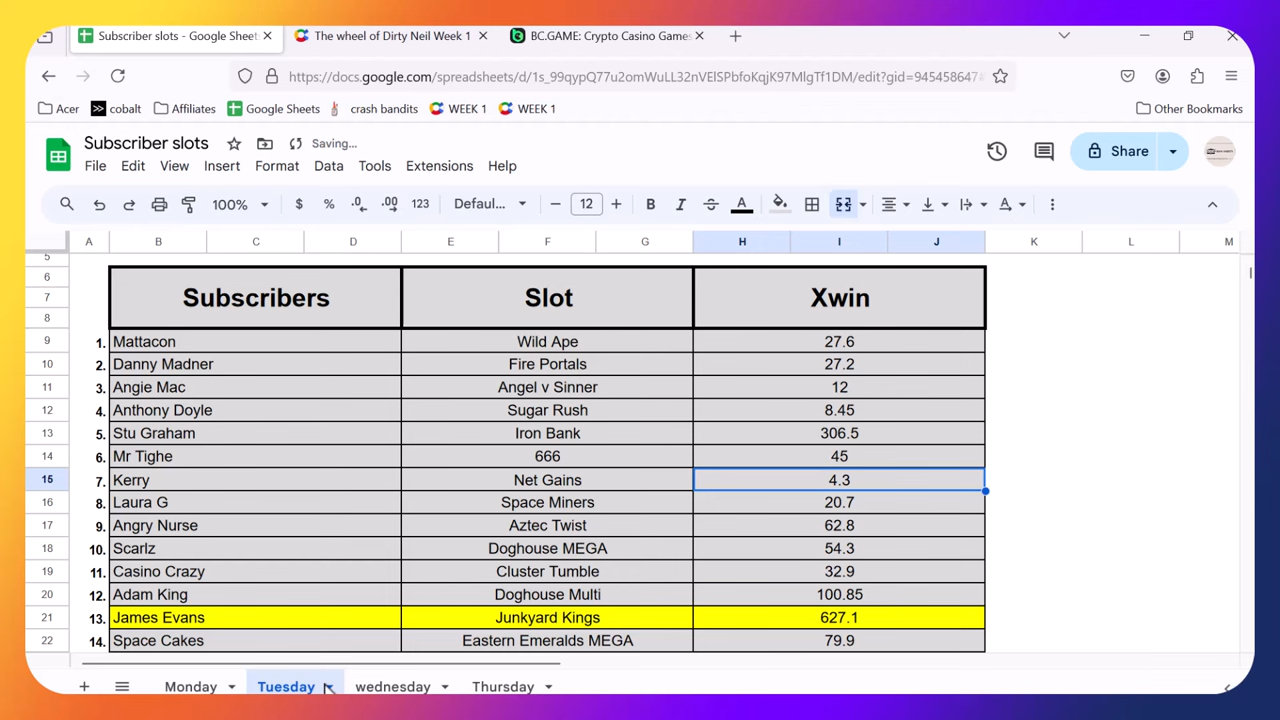 Subscriber slots - Google Sheet
The wheel of Dirty Neil Week 1
BC.GAME: Crypto Casino Games
https://docs.google.com/spreadsheets/d/1s_99qypQ77u2omWuLL32nVElSPbfoKqjK97MlgTf1DM/edit?gid=945458647
Acer
cobalt
Affiliates
Google Sheets
crash bandits
WEEK 1
WEEK 1
Other Bookmarks
Subscriber slots
Saving...
File Edit View Insert Format Data Tools Extensions Help
Share
100% $ % .0 .00 123 Defaul... 12 B I A
A B C D E F G H I J K L M
5
6
7 Subscribers Slot Xwin
8
9 1. Mattacon Wild Ape 27.6
10 2. Danny Madner Fire Portals 27.2
11 3. Angie Mac Angel v Sinner 12
12 4. Anthony Doyle Sugar Rush 8.45
13 5. Stu Graham Iron Bank 306.5
14 6. Mr Tighe 666 45
15 7. Kerry Net Gains 4.3
16 8. Laura G Space Miners 20.7
17 9. Angry Nurse Aztec Twist 62.8
18 10. Scarlz Doghouse MEGA 54.3
19 11. Casino Crazy Cluster Tumble 32.9
20 12. Adam King Doghouse Multi 100.85
21 13. James Evans Junkyard Kings 627.1
22 14. Space Cakes Eastern Emeralds MEGA 79.9
Monday Tuesday wednesday Thursday